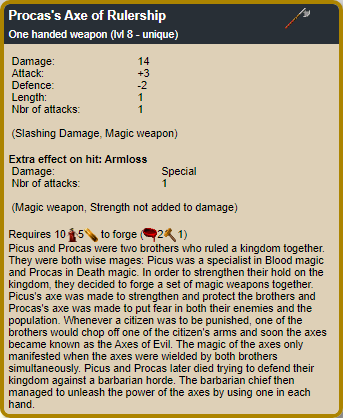 Procas's Axe of Rulership
One handed weapon (lvl 8 - unique)
Damage: 14
Attack: +3
Defence: -2
Length: 1
Nbr of attacks: 1
(Slashing Damage, Magic weapon)
Extra effect on hit: Armloss
Damage: Special
Nbr of attacks: 1
(Magic weapon, Strength not added to damage)
Requires 10 5 to forge ( 2 1)
Picus and Procas were two brothers who ruled a kingdom together.
They were both wise mages: Picus was a specialist in Blood magic
and Procas in Death magic. In order to strengthen their hold on the
kingdom, they decided to forge a set of magic weapons together.
Picus's axe was made to strengthen and protect the brothers and
Procas's axe was made to put fear in both their enemies and the
population. Whenever a citizen was to be punished, one of the
brothers would chop off one of the citizen's arms and soon the axes
became known as the Axes of Evil. The magic of the axes only
manifested when the axes were wielded by both brothers
simultaneously. Picus and Procas later died trying to defend their
kingdom against a barbarian horde. The barbarian chief then
managed to unleash the power of the axes by using one in each
hand.